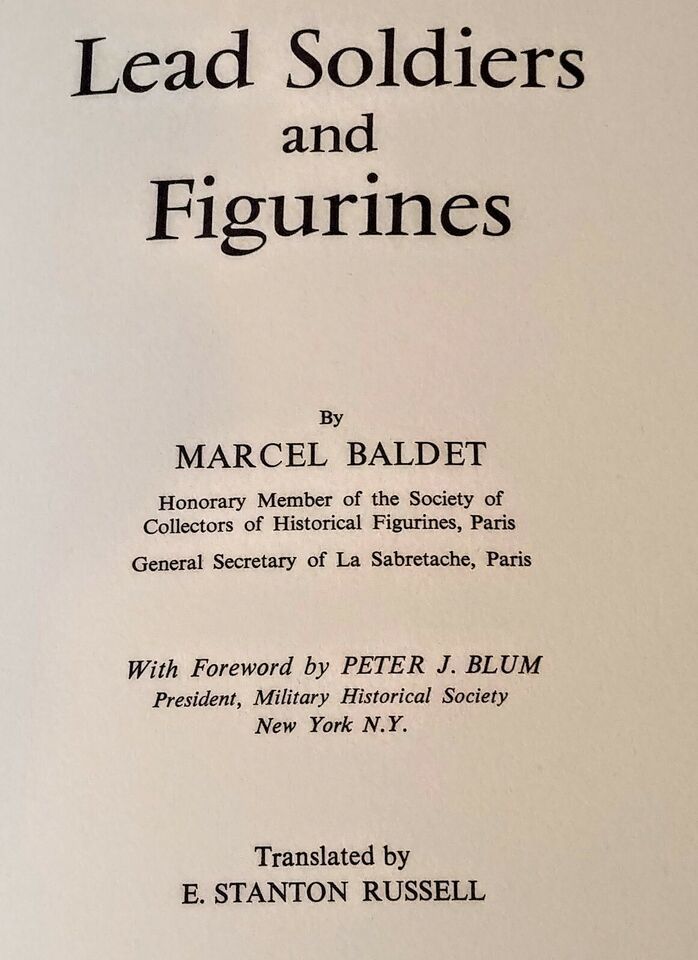 Lead Soldiers
and
Figurines
By
MARCEL BALDET
Honorary Member of the Society of
Collectors of Historical Figurines, Paris
General Secretary of La Sabretache, Paris
With Foreword by PETER J. BLUM
President, Military Historical Society
New York N.Y.
Translated by
E. STANTON RUSSELL